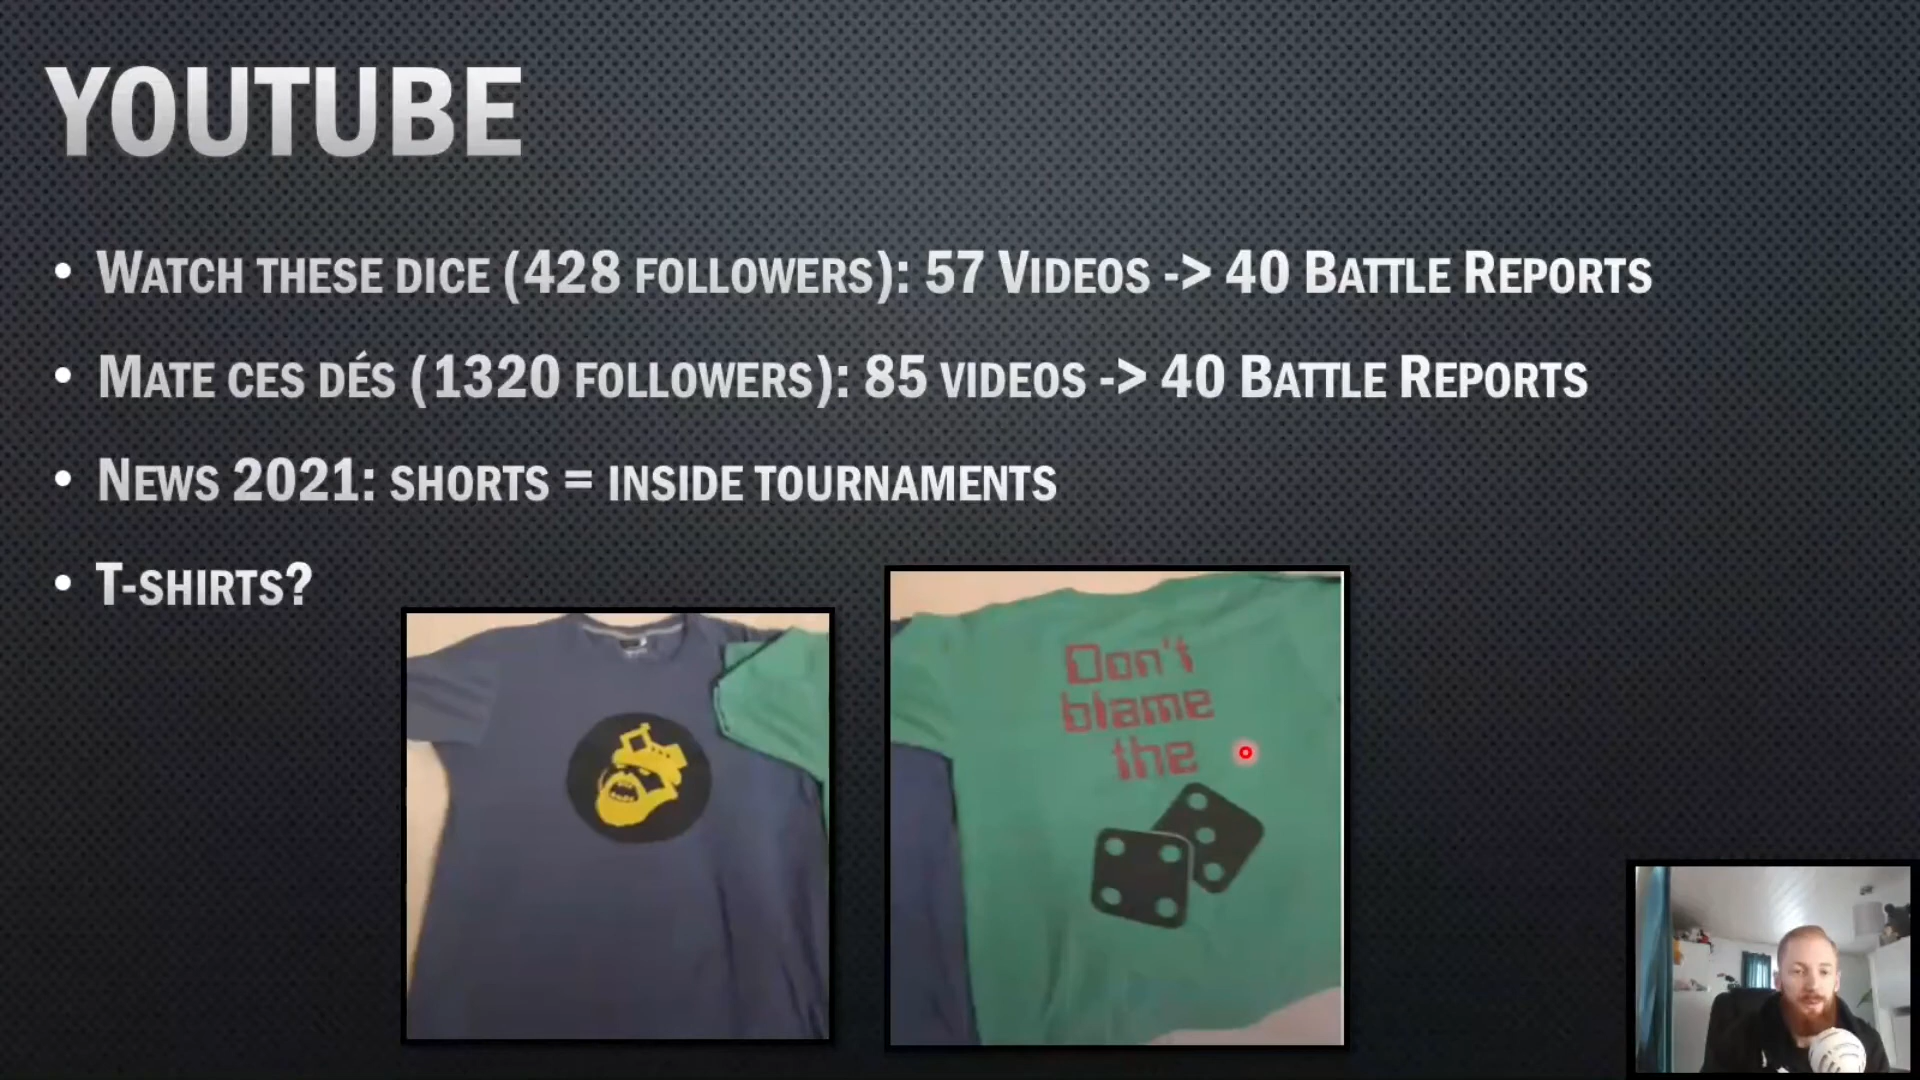 YOUTUBE
• WATCH THESE DICE (428 FOLLOWERS): 57 VIDEOS -> 40 BATTLE REPORTS
• MATE CES DÉS (1320 FOLLOWERS): 85 VIDEOS -> 40 BATTLE REPORTS
• NEWS 2021: SHORTS = INSIDE TOURNAMENTS
• T-SHIRTS?
Don't
blame
the